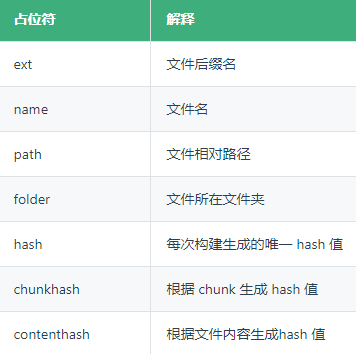 占位符 解释
ext 文件后缀名
name 文件名
path 文件相对路径
folder 文件所在文件夹
hash 每次构建生成的唯一 hash 值
chunkhash 根据 chunk 生成 hash 值
contenthash 根据文件内容生成hash 值